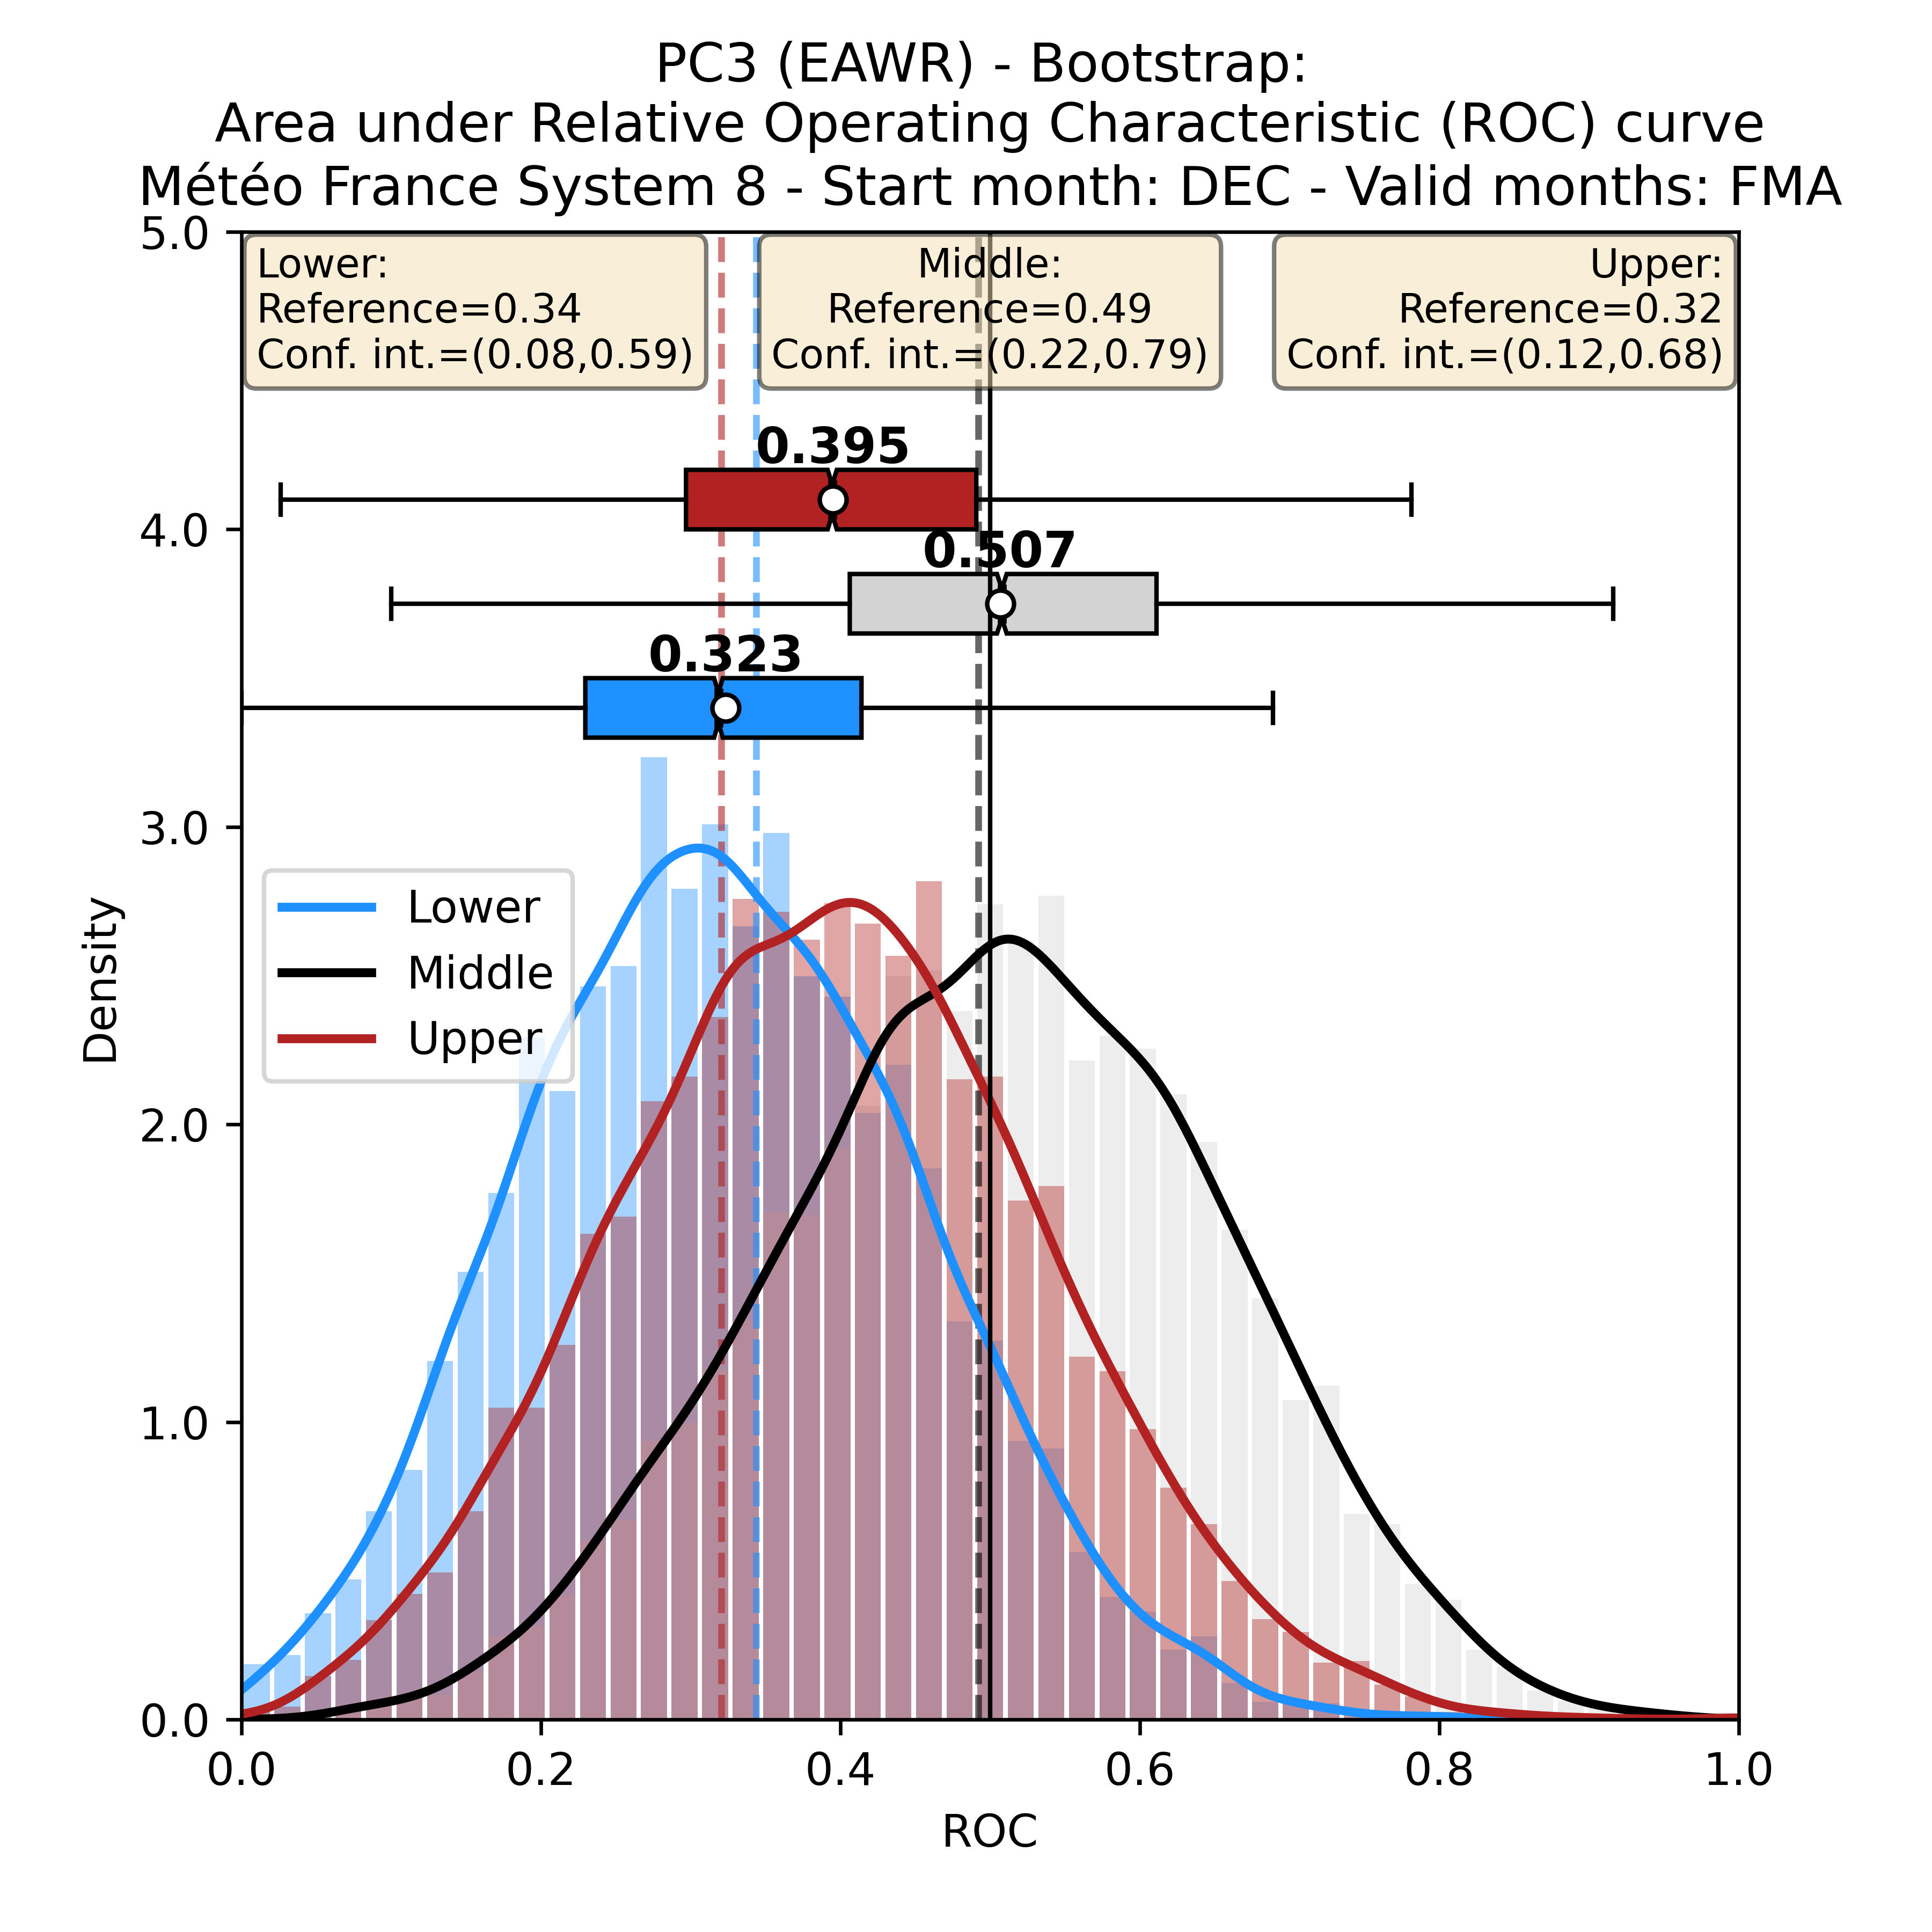 PC3 (EAWR) - Bootstrap:
Area under Relative Operating Characteristic (ROC) curve
Météo France System 8 - Start month: DEC - Valid months: FMA
5.0
Lower:
Reference=0.34
Conf. int.=(0.08,0.59)
Middle:
Reference=0.49
Conf. int.=(0.22,0.79)
Upper:
Reference=0.32
Conf. int.=(0.12,0.68)
0.395
4.0
0.507
0.323
3.0
Lower
Middle
Upper
Density
2.0
1.0
0.0
0.0 0.2 0.4 0.6 0.8 1.0
ROC